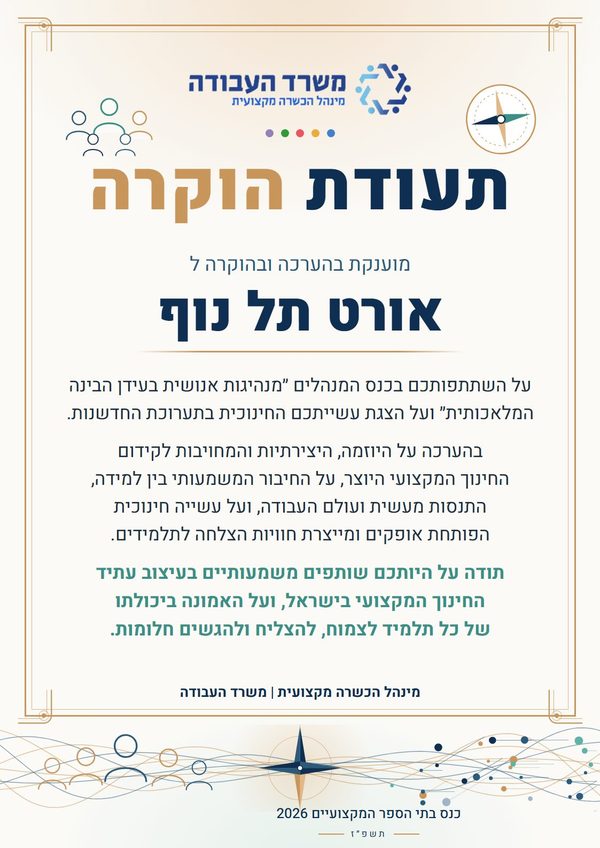 משרד העבודה
מינהל הכשרה מקצועית
תעודת הוקרה
מוענקת בהערכה ובהוקרה ל
אורט תל נוף
על השתתפותכם בכנס המנהלים "מנהיגות אנושית בעידן הבינה
המלאכותית" ועל הצגת עשייתכם החינוכית בתערוכת החדשנות.
בהערכה על היוזמה, היצירתיות והמחויבות לקידום
החינוך המקצועי היוצר, על החיבור המשמעותי בין למידה,
התנסות מעשית ועולם העבודה, ועל עשייה חינוכית
הפותחת אופקים ומייצרת חוויות הצלחה לתלמידים.
תודה על היותכם שותפים משמעותיים בעיצוב עתיד
החינוך המקצועי בישראל, ועל האמונה ביכולתו
של כל תלמיד לצמוח, להצליח ולהגשים חלומות.
מינהל הכשרה מקצועית | משרד העבודה
כנס בתי הספר המקצועיים 2026
תשפ"ז